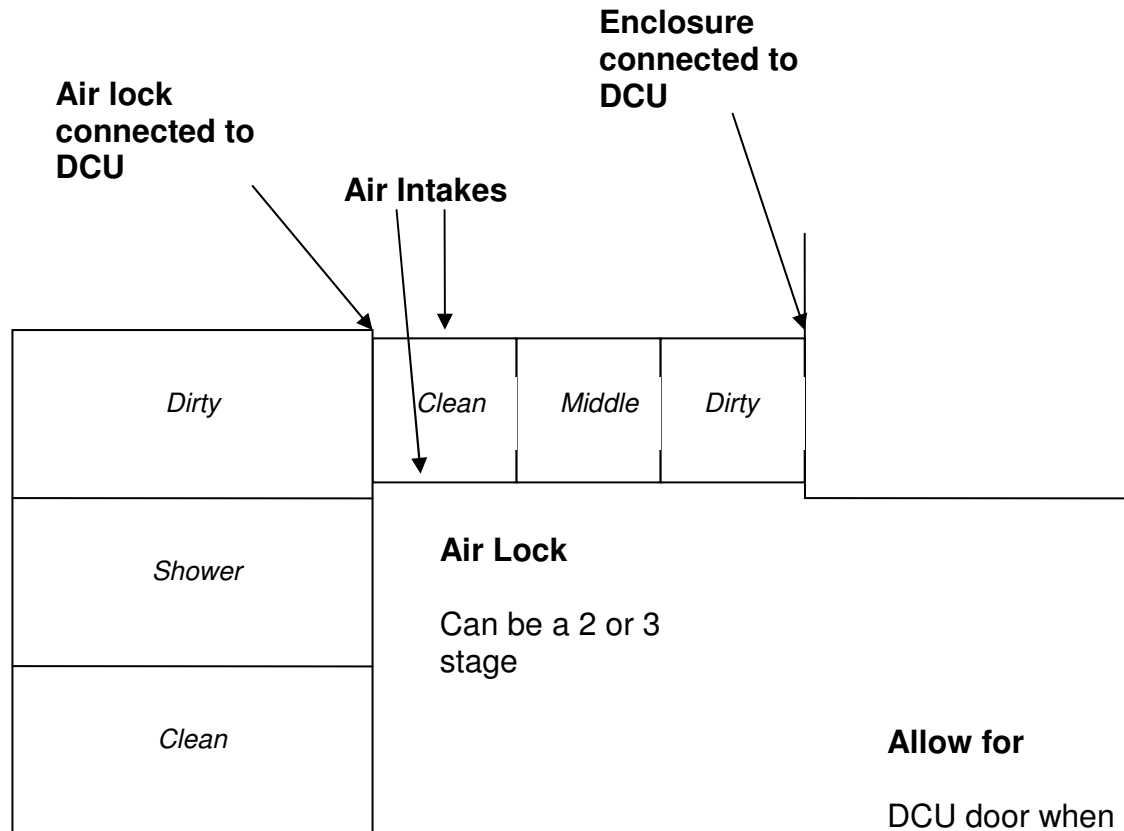 Enclosure
connected to
DCU
Air lock
connected to
DCU
Air Intakes
Dirty
Clean
Middle
Dirty
Shower
Air Lock
Can be a 2 or 3
stage
Clean
Allow for
DCU door when